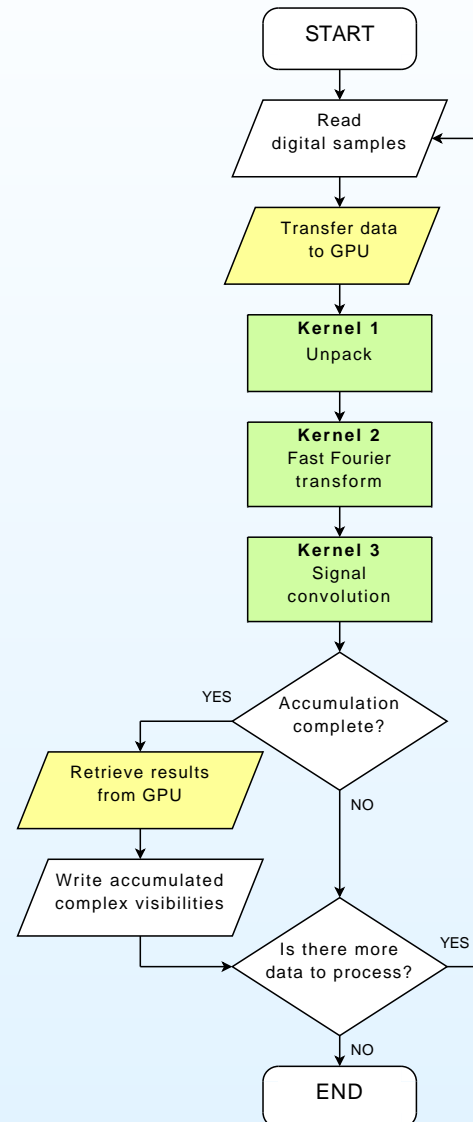 START
Read
digital samples
Transfer data
to GPU
Kernel 1
Unpack
Kernel 2
Fast Fourier
transform
Kernel 3
Signal
convolution
Accumulation
complete?
YES
NO
Retrieve results
from GPU
Write accumulated
complex visibilities
Is there more
data to process?
YES
NO
END